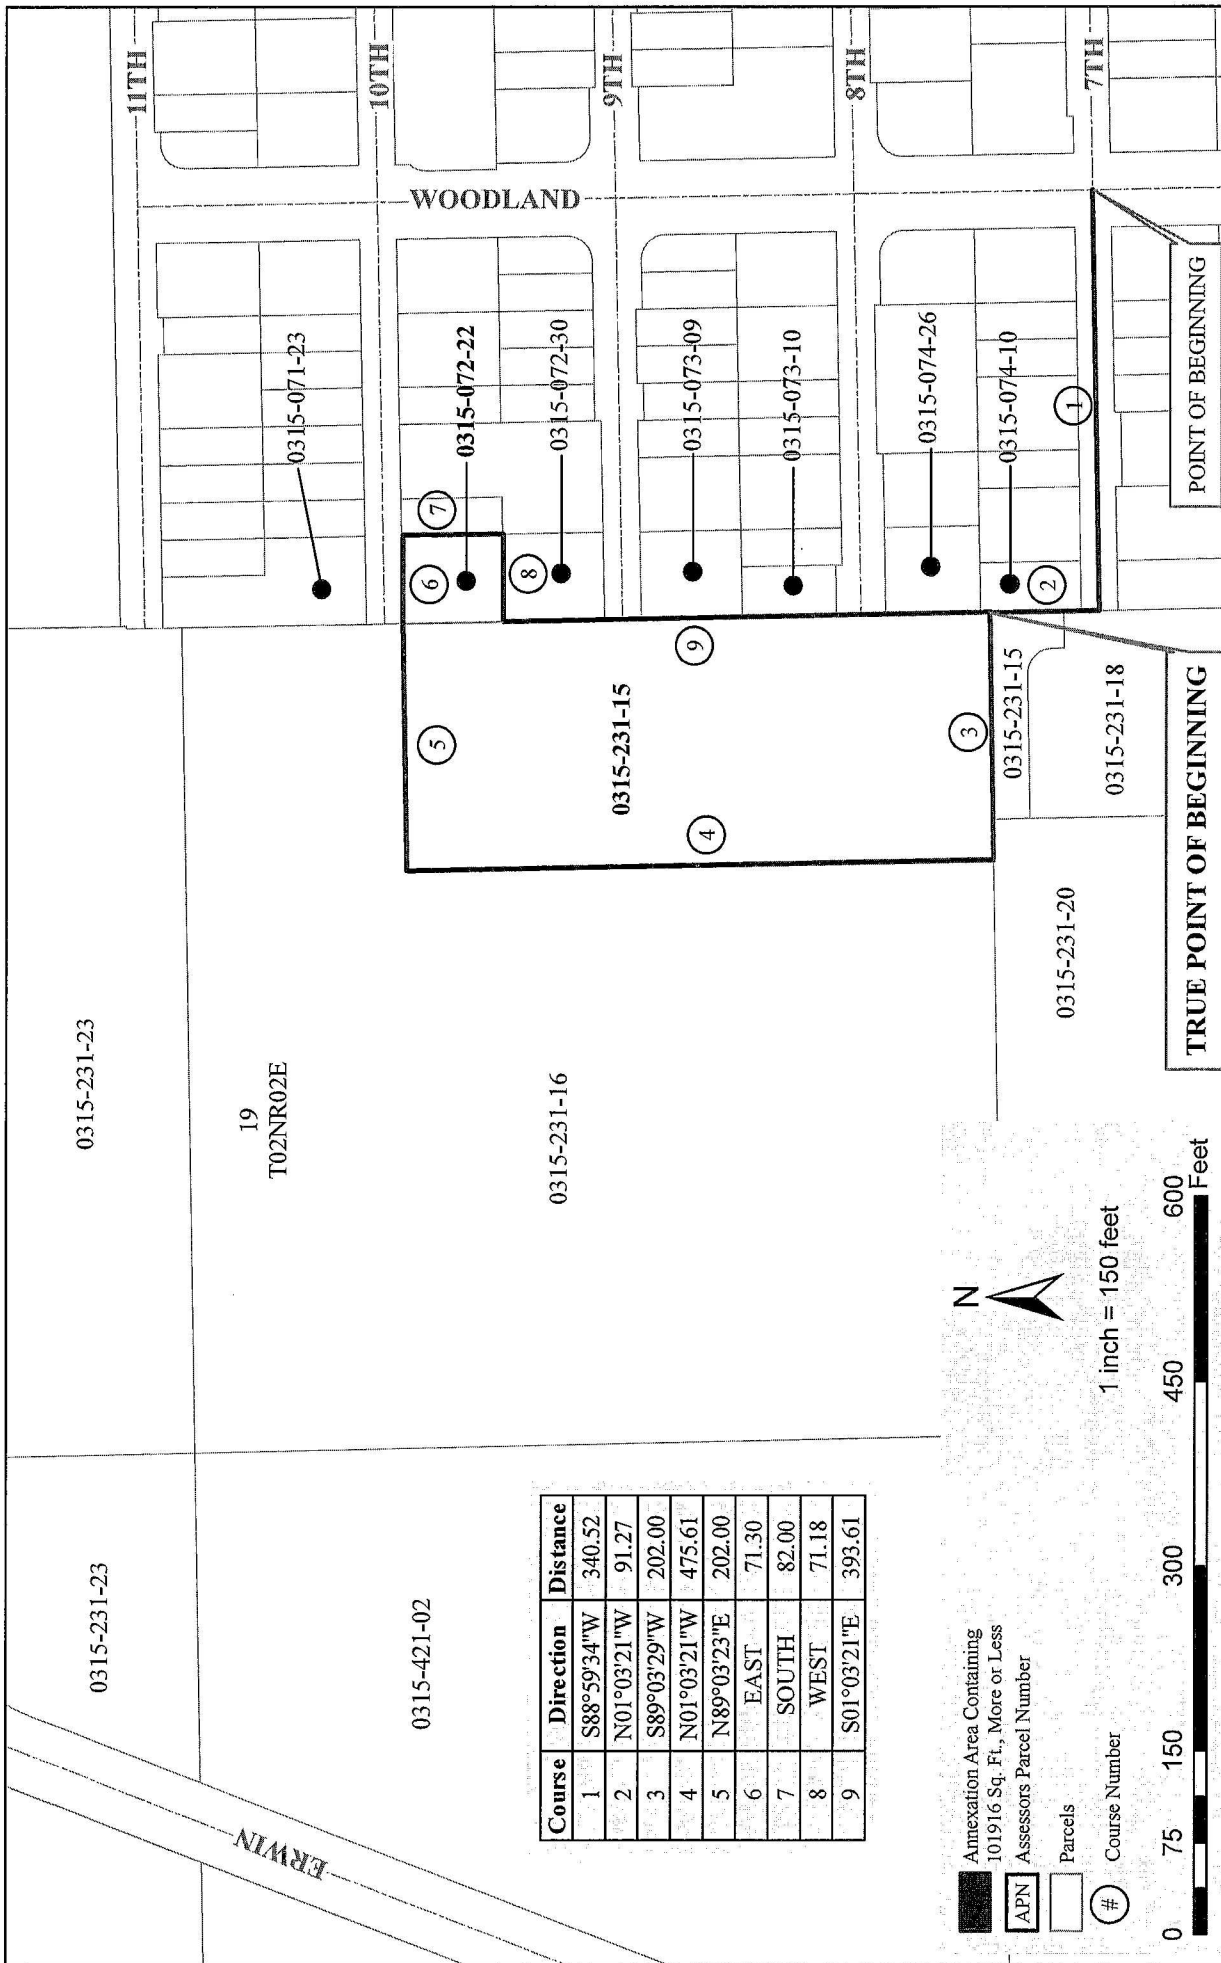 0315-231-23
0315-231-23
11TH
19
T02NR02E
0315-071-23
10TH
0315-421-02
ERWIN
WOODLAND
0315-072-22
0315-072-30
0315-231-16
0315-231-15
0315-073-09
0315-073-10
9TH
8TH
0315-074-26
0315-074-10
7TH
1
2
3
4
5
6
7
8
9
0315-231-15
0315-231-18
0315-231-20
POINT OF BEGINNING
TRUE POINT OF BEGINNING
Course Direction Distance
1 S88°59'34"W 340.52
2 N01°03'21"W 91.27
3 S89°03'29"W 202.00
4 N01°03'21"W 475.61
5 N89°03'23"E 202.00
6 EAST 71.30
7 SOUTH 82.00
8 WEST 71.18
9 S01°03'21"E 393.61
Annexation Area Containing
101916 Sq. Ft., More or Less
APN Assessors Parcel Number
Parcels
# Course Number
N
1 inch = 150 feet
0 75 150 300 450 600
Feet